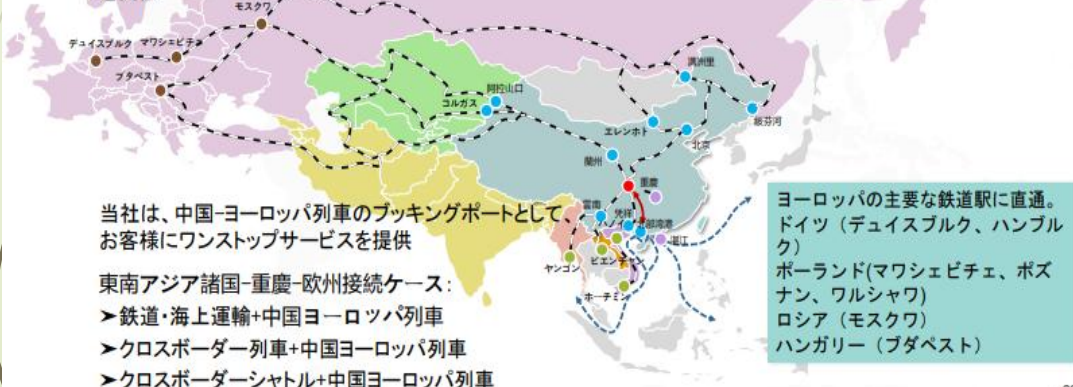 モスクワ
デュイスブルク
マワシェビチェ
ブタペスト
満洲里
阿拉山口
コルガス
エレンホト
綏芬河
北京
蘭州
重慶
雲南
凭祥
湛江
ヤンゴン
ビエンチャン
ホーチミン
当社は、中国-ヨーロッパ列車のブッキングポートとして
お客様にワンストップサービスを提供
東南アジア諸国-重慶-欧州接続ケース:
➤鉄道・海上運輸+中国ヨーロッパ列車
➤クロスボーダー列車+中国ヨーロッパ列車
➤クロスボーダーシャトル+中国ヨーロッパ列車
ヨーロッパの主要な鉄道駅に直通。
ドイツ（デュイスブルク、ハンブル
ク）
ポーランド(マワシェビチェ、ポズ
ナン、ワルシャワ)
ロシア（モスクワ）
ハンガリー（ブダペスト）